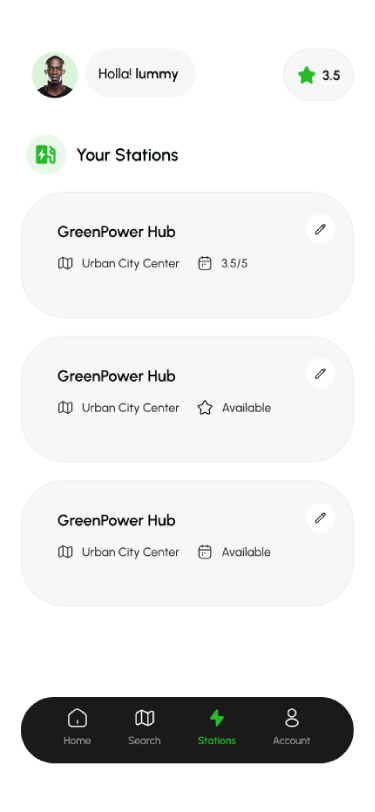 Holla! lummy
3.5
Your Stations
GreenPower Hub
Urban City Center 3.5/5
GreenPower Hub
Urban City Center Available
GreenPower Hub
Urban City Center Available
Home Search Stations Account